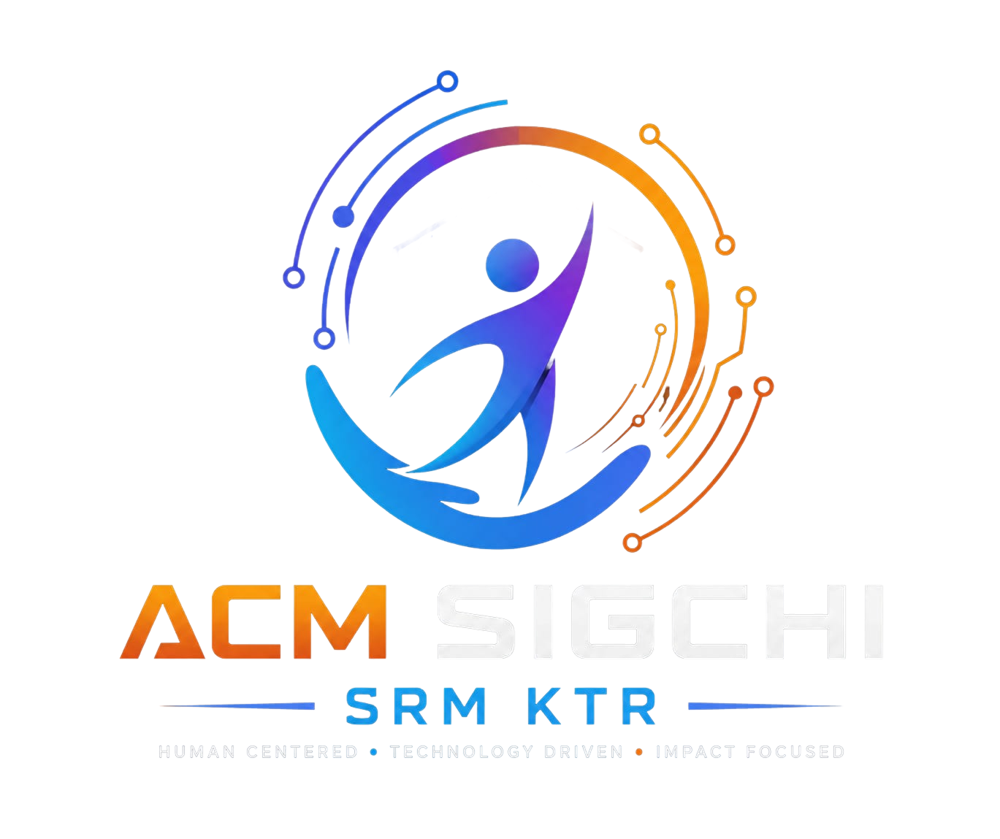 ACM SIGCHI
SRM KTR
HUMAN CENTERED • TECHNOLOGY DRIVEN • IMPACT FOCUSED